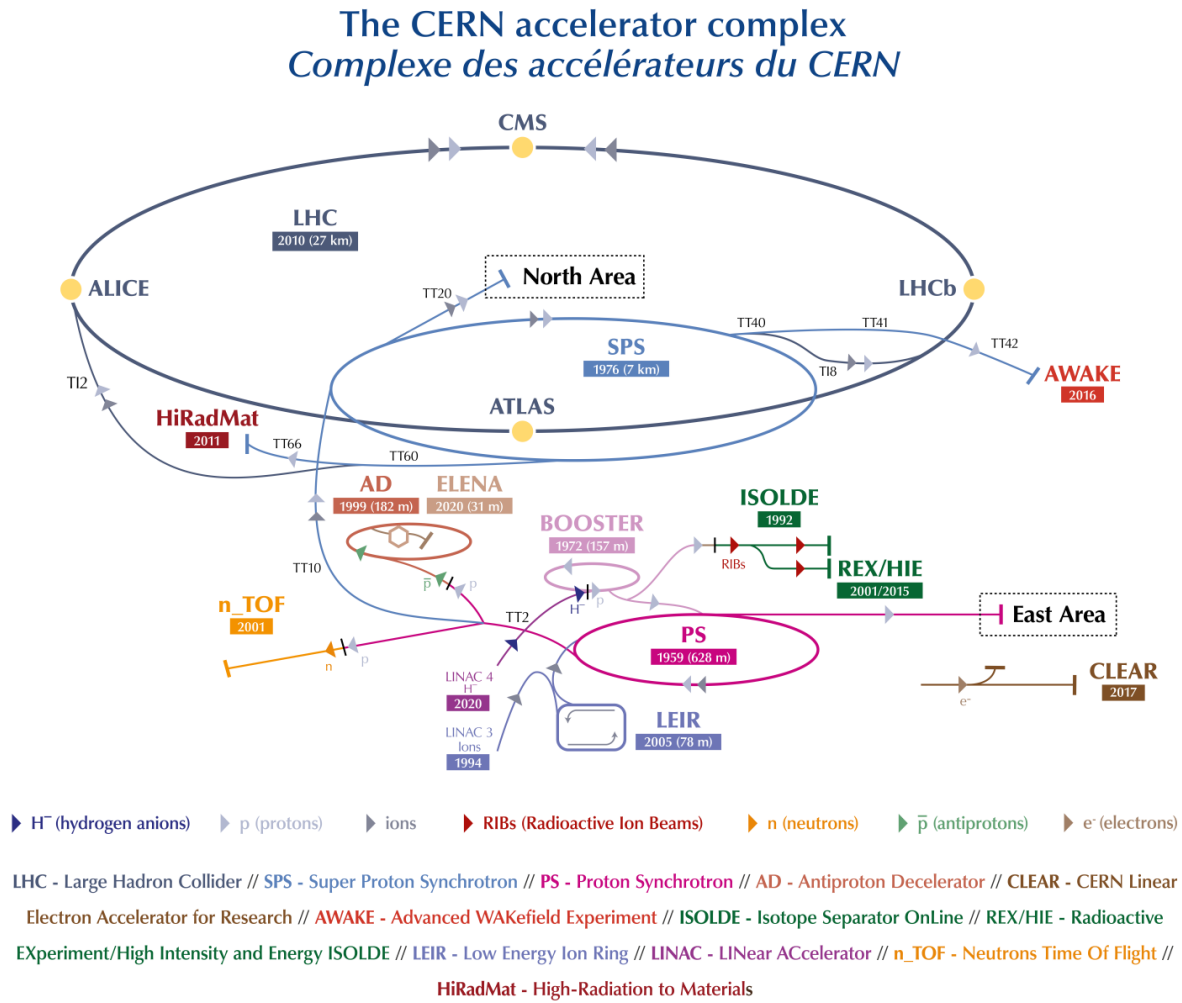 The CERN accelerator complex
Complexe des accélérateurs du CERN
CMS
LHC
2010 (27 km)
North Area
ALICE
LHCb
TT20
TT40
TT41
TT42
SPS
1976 (7 km)
TI8
AWAKE
2016
TI2
ATLAS
HiRadMat
2011
TT66
TT60
AD
1999 (182 m)
ELENA
2020 (31 m)
ISOLDE
1992
BOOSTER
1972 (157 m)
RIBs
REX/HIE
2001/2015
TT10
p̅
p
H⁻
p
n_TOF
2001
TT2
East Area
PS
1959 (628 m)
n
p
LINAC 4
H⁻
2020
CLEAR
2017
e⁻
LEIR
2005 (78 m)
LINAC 3
Ions
1994
H⁻ (hydrogen anions)
p (protons)
ions
RIBs (Radioactive Ion Beams)
n (neutrons)
p̅ (antiprotons)
e⁻ (electrons)
LHC - Large Hadron Collider // SPS - Super Proton Synchrotron // PS - Proton Synchrotron // AD - Antiproton Decelerator // CLEAR - CERN Linear
Electron Accelerator for Research // AWAKE - Advanced WAKefield Experiment // ISOLDE - Isotope Separator OnLine // REX/HIE - Radioactive
EXperiment/High Intensity and Energy ISOLDE // LEIR - Low Energy Ion Ring // LINAC - LINear ACcelerator // n_TOF - Neutrons Time Of Flight //
HiRadMat - High-Radiation to Materials